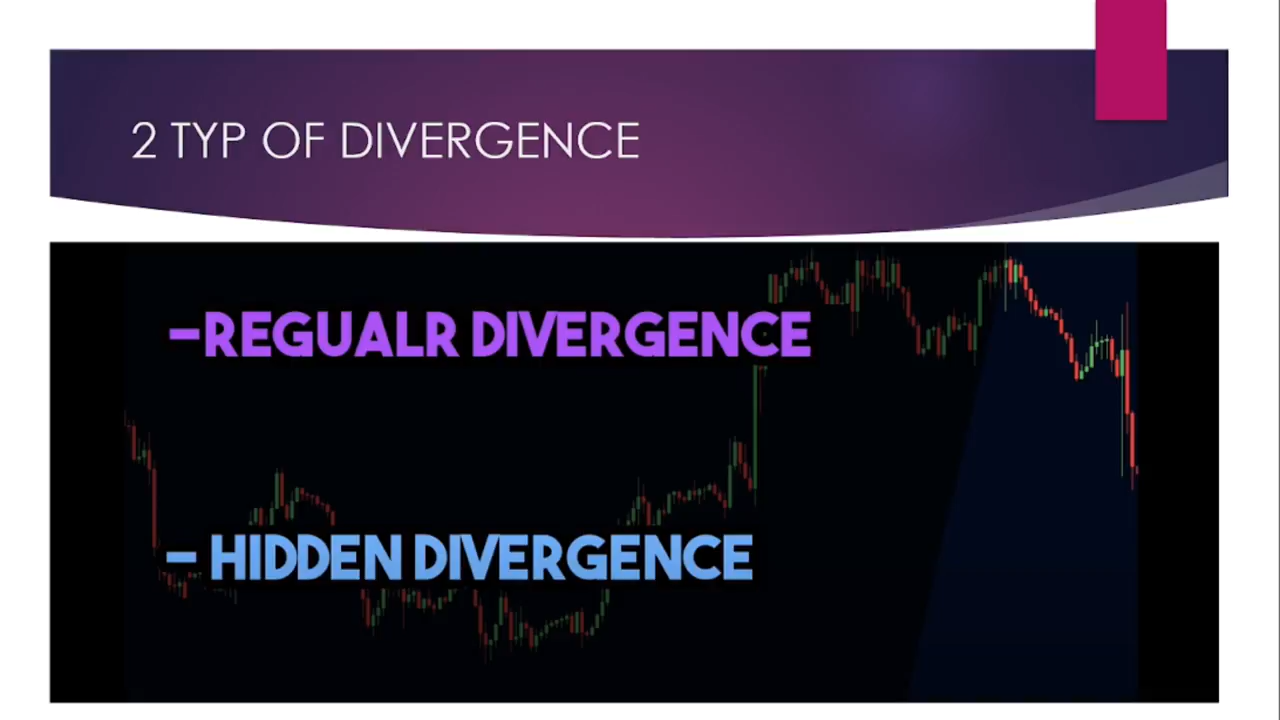 2 TYP OF DIVERGENCE
-REGUALR DIVERGENCE
- HIDDEN DIVERGENCE